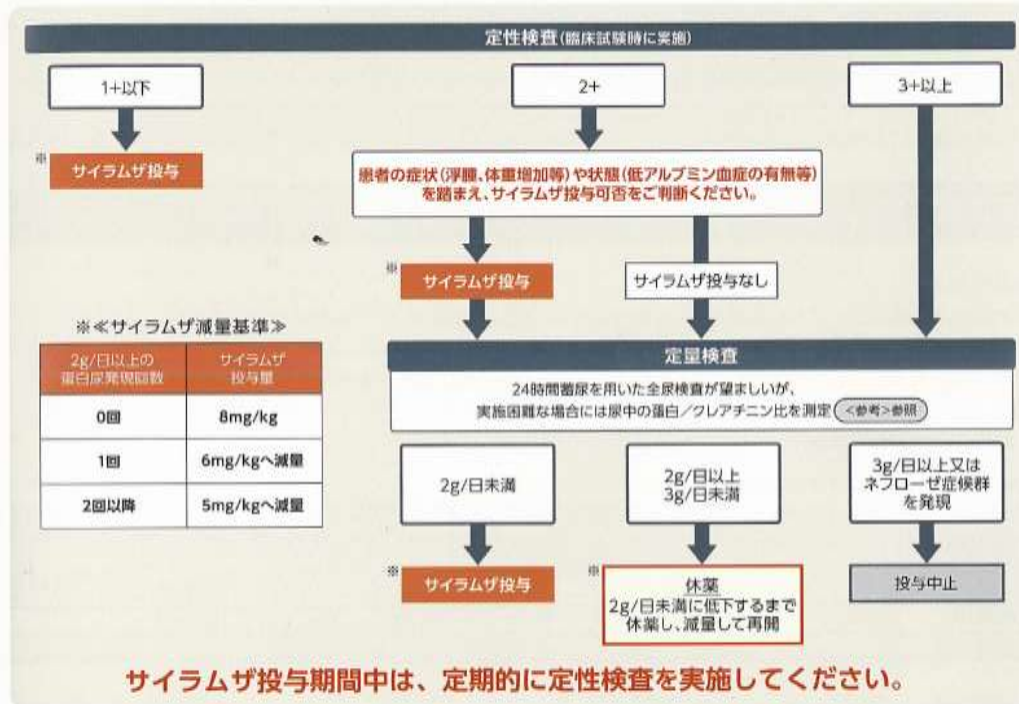 定性検査(臨床試験時に実施)
1+以下
2+
3+以上
※
サイラムザ投与
患者の症状(浮腫、体重増加等)や状態(低アルブミン血症の有無等)
を踏まえ、サイラムザ投与可否をご判断ください。
※
サイラムザ投与
サイラムザ投与なし
※≪サイラムザ減量基準≫
2g/日以上の
蛋白尿発現回数
サイラムザ
投与量
0回
8mg/kg
1回
6mg/kgへ減量
2回以降
5mg/kgへ減量
定量検査
24時間蓄尿を用いた全尿検査が望ましいが、
実施困難な場合には尿中の蛋白/クレアチニン比を測定 <参考>参照
2g/日未満
2g/日以上
3g/日未満
3g/日以上又は
ネフローゼ症候群
を発現
※
サイラムザ投与
※
休薬
2g/日未満に低下するまで
休薬し、減量して再開
投与中止
サイラムザ投与期間中は、定期的に定性検査を実施してください。